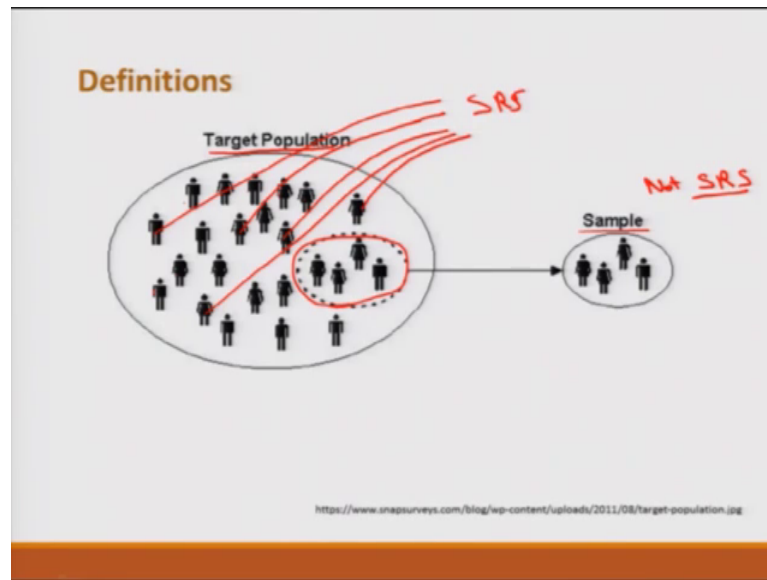 Definitions
SRS
Target Population
Not SRS
Sample
https://www.snapsurveys.com/blog/wp-content/uploads/2011/08/target-population.jpg